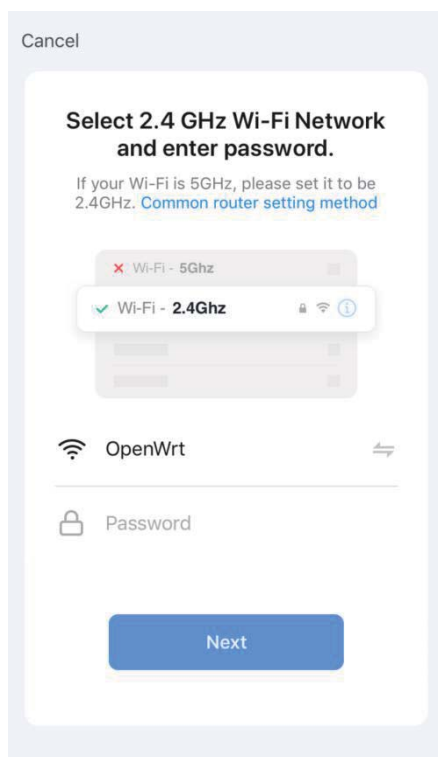 Cancel
Select 2.4 GHz Wi-Fi Network
and enter password.
If your Wi-Fi is 5GHz, please set it to be
2.4GHz. Common router setting method
Wi-Fi - 5Ghz
Wi-Fi - 2.4Ghz
OpenWrt
Password
Next